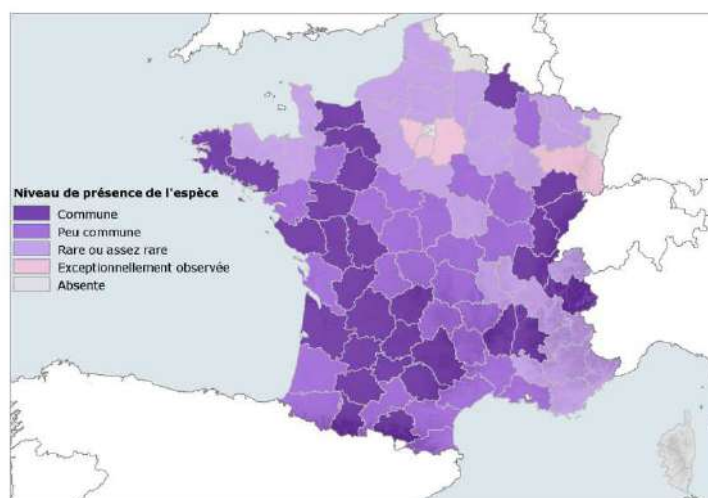 Niveau de présence de l'espèce
Commune
Peu commune
Rare ou assez rare
Exceptionnellement observée
Absente